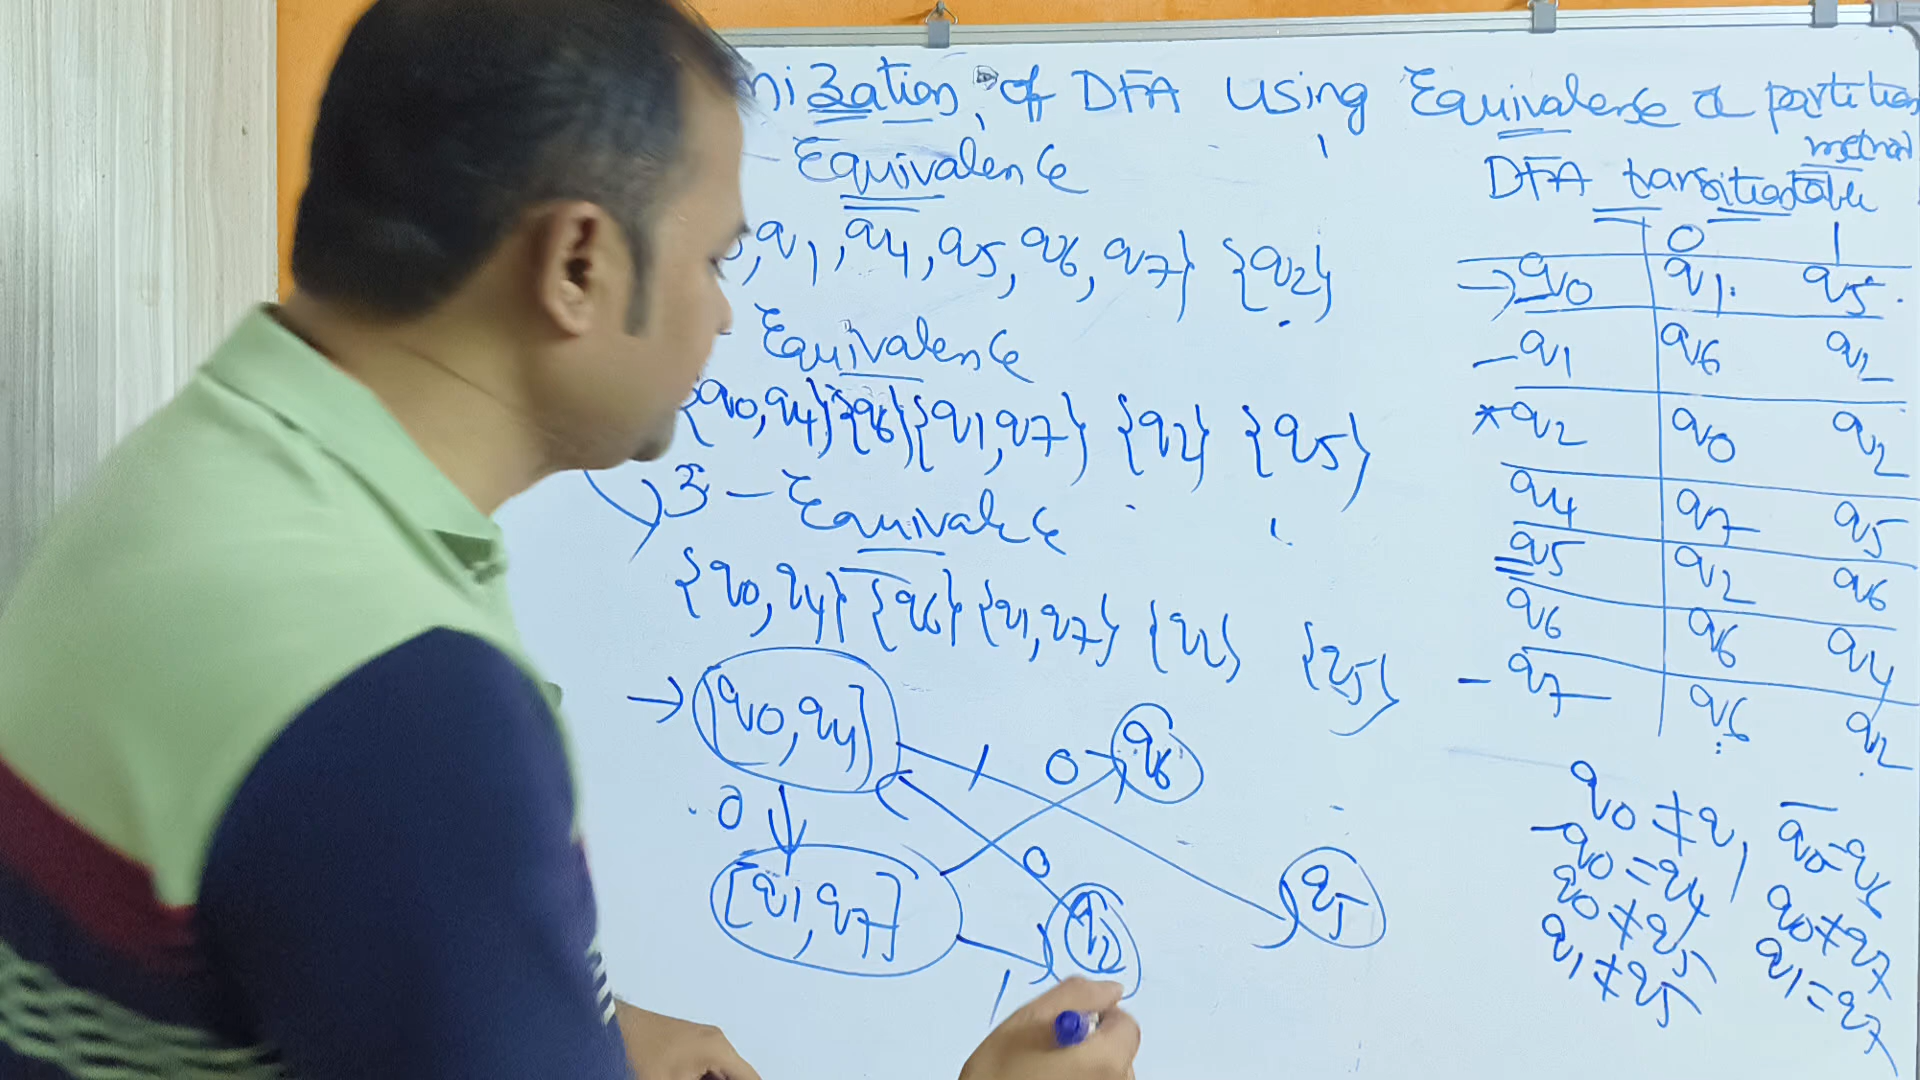 nization of DFA using Equivalence & partition method
Equivalence
q1, q4, q5, q6, q7} {q2}
Equivalence
{q0, q4} {q6} {q1, q7} {q2} {q5}
3 - Equivalence
{q0, q4} {q6} {q1, q7} {q2} {q5}
→ [q0, q4]
q6
0
1
0
0
[q1, q7]
q2
q5
1
DFA transition table
0 1
→ q0 q1 q5
- q1 q6 q2
* q2 q0 q2
q4 q7 q5
q5 q2 q6
q6 q6 q4
- q7 q6 q2
q0 ≠ q1
q0 = q4
q0 ≠ q5
q1 ≠ q5
q0 = q6
q0 ≠ q7
q1 = q7